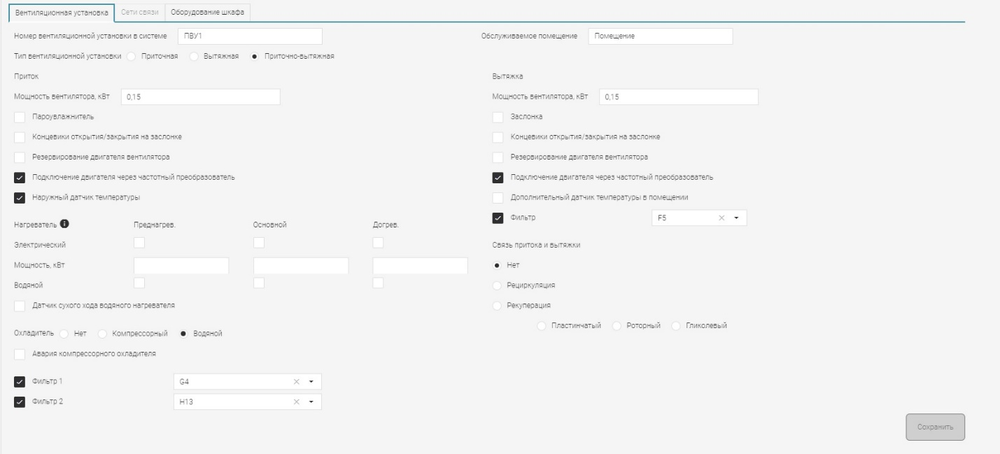 Вентиляционная установка Сети связи Оборудование шкафа
Номер вентиляционной установки в системе ПВУ1 Обслуживаемое помещение Помещение
Тип вентиляционной установки Приточная Вытяжная Приточно-вытяжная
Приток Вытяжка
Мощность вентилятора, кВт 0,15 Мощность вентилятора, кВт 0,15
Пароувлажнитель Заслонка
Концевики открытия/закрытия на заслонке Концевики открытия/закрытия на заслонке
Резервирование двигателя вентилятора Резервирование двигателя вентилятора
Подключение двигателя через частотный преобразователь Подключение двигателя через частотный преобразователь
Наружный датчик температуры Дополнительный датчик температуры в помещении
Фильтр F5
Нагреватель Преднагрев. Основной Догрев.
Электрический Связь притока и вытяжки
Мощность, кВт Нет
Водяной Рециркуляция
Датчик сухого хода водяного нагревателя Рекуперация
Пластинчатый Роторный Гликолевый
Охладитель Нет Компрессорный Водяной
Авария компрессорного охладителя
Фильтр 1 G4
Фильтр 2 H13
Сохранить